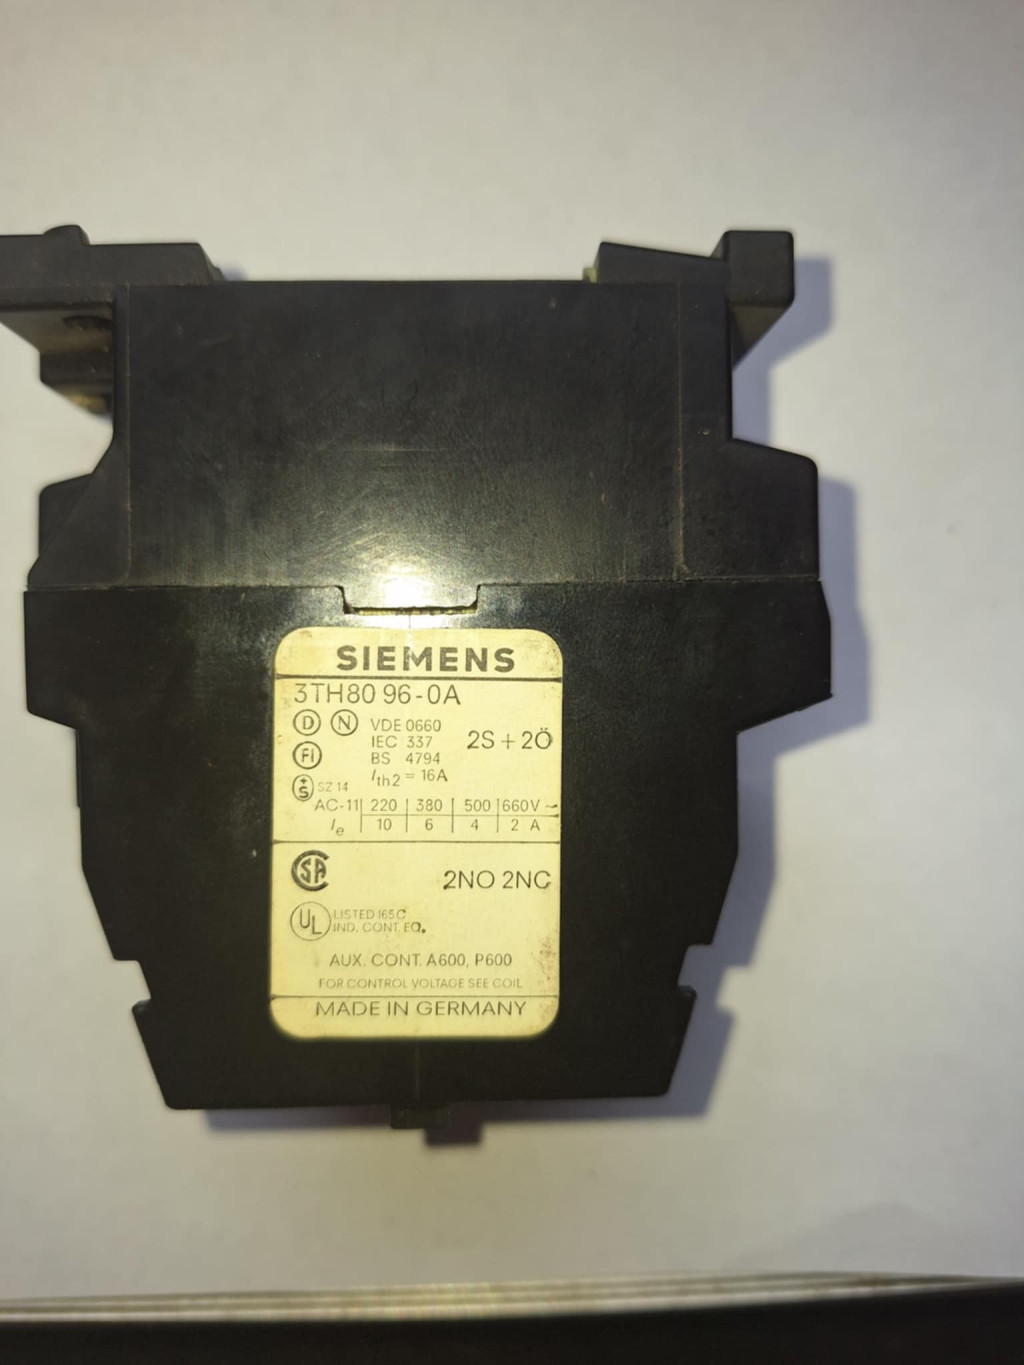 SIEMENS
3TH80 96-0A
D N VDE 0660
IEC 337 2S + 2Ö
FI BS 4794
Ith2 = 16A
+S SZ 14
AC-11 220 380 500 660V ~
Ie 10 6 4 2 A
CSA 2NO 2NC
UL LISTED 165C
IND. CONT. EQ.
AUX. CONT. A600, P600
FOR CONTROL VOLTAGE SEE COIL
MADE IN GERMANY